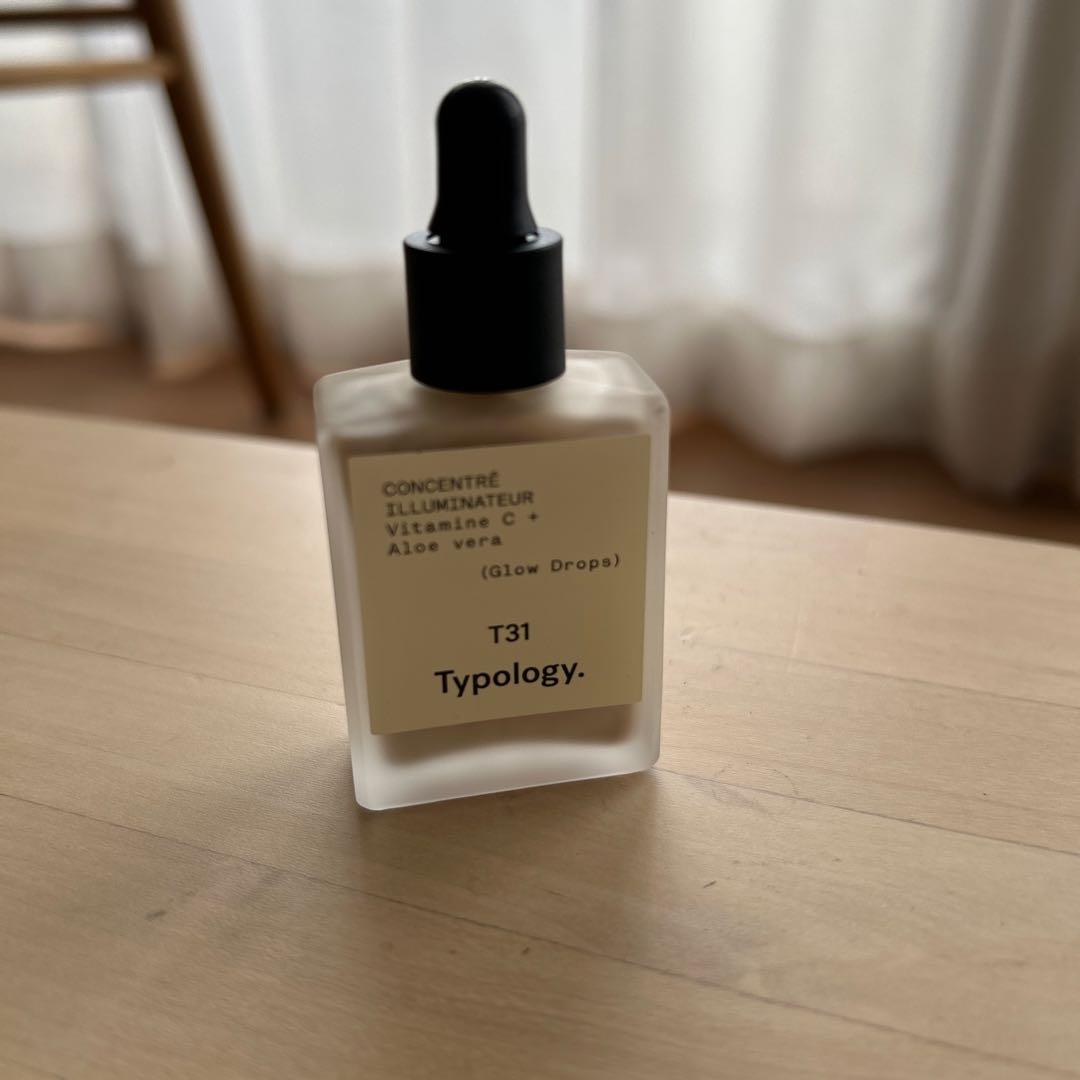 CONCENTRÉ
ILLUMINATEUR
Vitamine C +
Aloe vera
(Glow Drops)
T31
Typology.